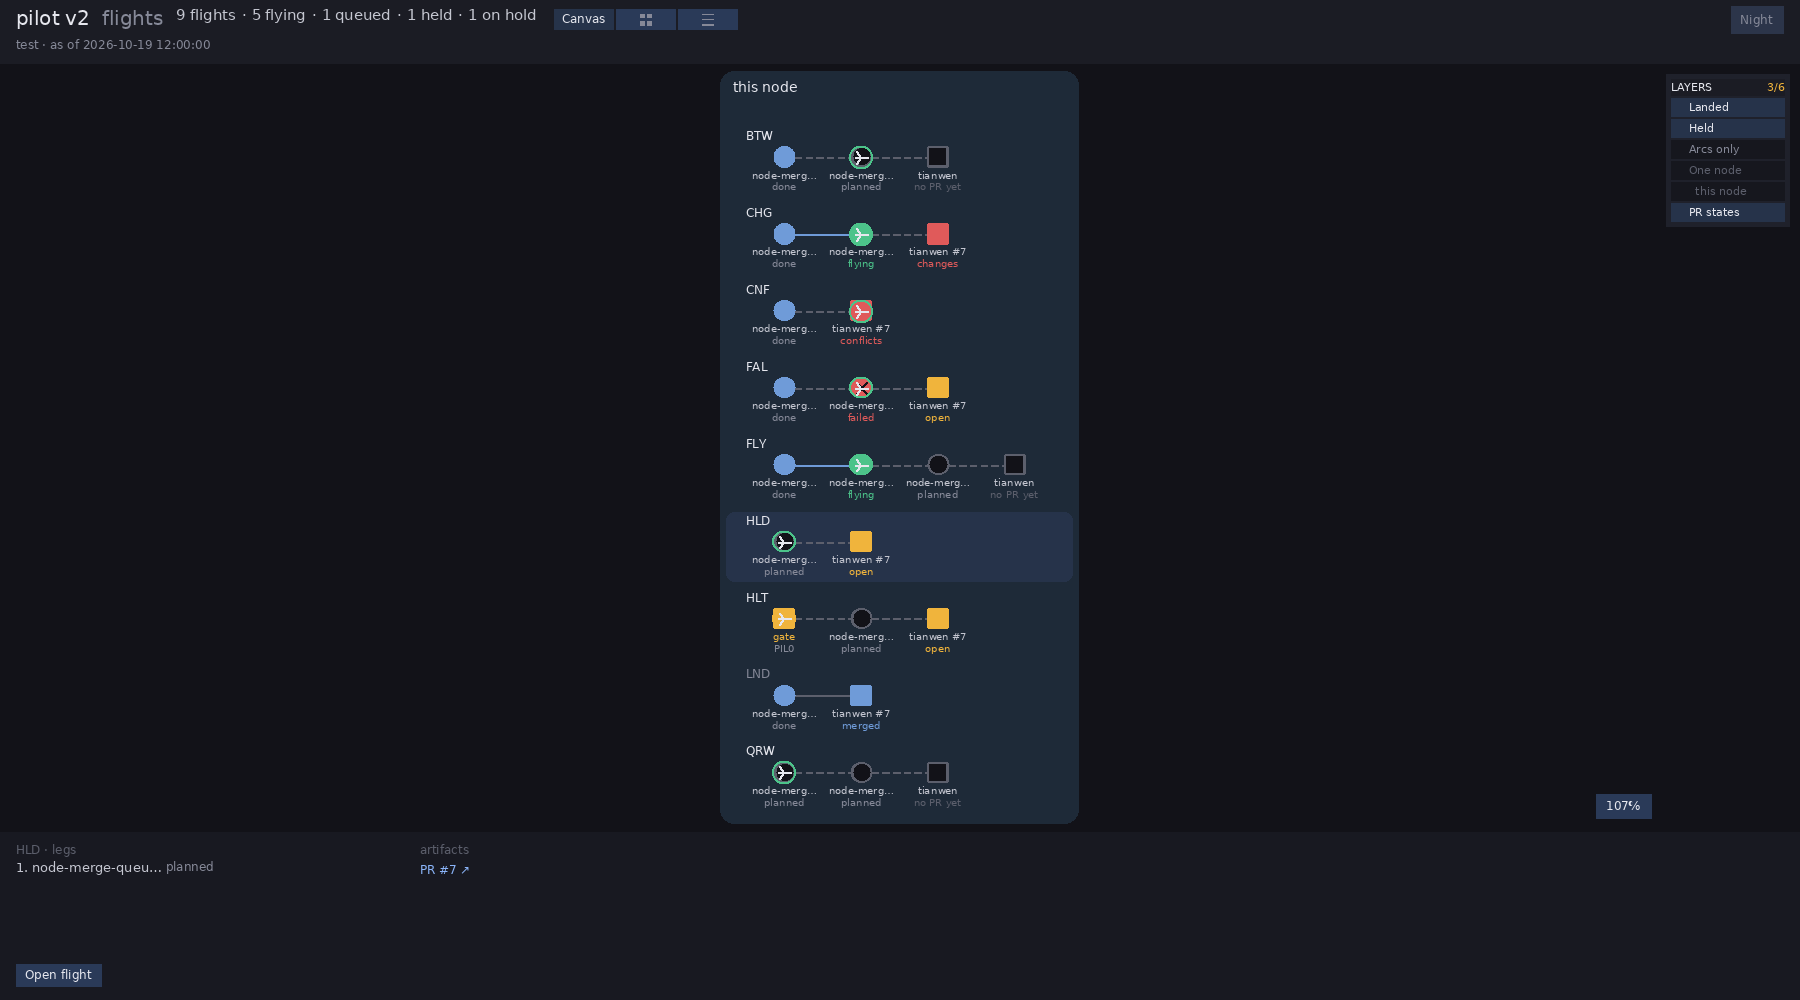 pilot v2 flights 9 flights · 5 flying · 1 queued · 1 held · 1 on hold Canvas Night
test · as of 2026-10-19 12:00:00
this node
LAYERS 3/6
Landed
Held
Arcs only
One node
this node
PR states
BTW
node-merg... node-merg... tianwen
done planned no PR yet
CHG
node-merg... node-merg... tianwen #7
done flying changes
CNF
node-merg... tianwen #7
done conflicts
FAL
node-merg... node-merg... tianwen #7
done failed open
FLY
node-merg... node-merg... node-merg... tianwen
done flying planned no PR yet
HLD
node-merg... tianwen #7
planned open
HLT
gate node-merg... tianwen #7
PIL0 planned open
LND
node-merg... tianwen #7
done merged
QRW
node-merg... node-merg... tianwen
planned planned no PR yet
107%
HLD · legs artifacts
1. node-merge-queu... planned PR #7 ↗
Open flight